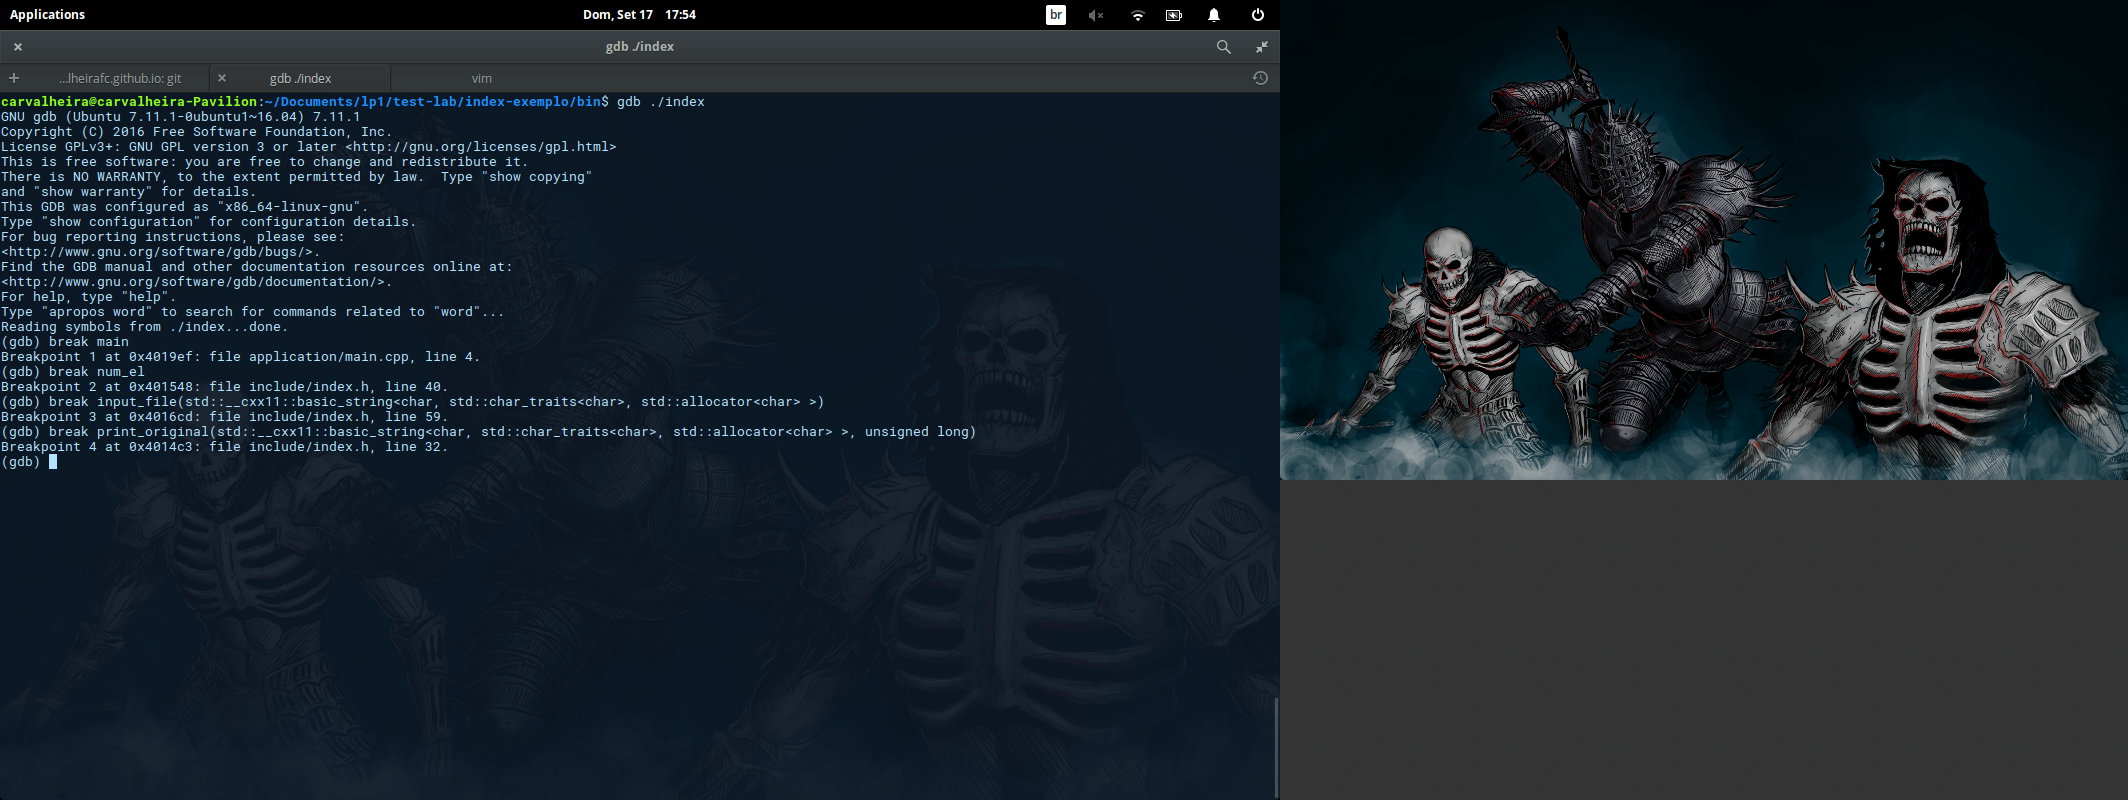 Applications
Dom, Set 17 17:54
br
gdb ./index
...lheirafc.github.io: git
gdb ./index
vim
carvalheira@carvalheira-Pavilion:~/Documents/lp1/test-lab/index-exemplo/bin$ gdb ./index
GNU gdb (Ubuntu 7.11.1-0ubuntu1~16.04) 7.11.1
Copyright (C) 2016 Free Software Foundation, Inc.
License GPLv3+: GNU GPL version 3 or later <http://gnu.org/licenses/gpl.html>
This is free software: you are free to change and redistribute it.
There is NO WARRANTY, to the extent permitted by law.  Type "show copying"
and "show warranty" for details.
This GDB was configured as "x86_64-linux-gnu".
Type "show configuration" for configuration details.
For bug reporting instructions, please see:
<http://www.gnu.org/software/gdb/bugs/>.
Find the GDB manual and other documentation resources online at:
<http://www.gnu.org/software/gdb/documentation/>.
For help, type "help".
Type "apropos word" to search for commands related to "word"...
Reading symbols from ./index...done.
(gdb) break main
Breakpoint 1 at 0x4019ef: file application/main.cpp, line 4.
(gdb) break num_el
Breakpoint 2 at 0x401548: file include/index.h, line 40.
(gdb) break input_file(std::__cxx11::basic_string<char, std::char_traits<char>, std::allocator<char> >)
Breakpoint 3 at 0x4016cd: file include/index.h, line 59.
(gdb) break print_original(std::__cxx11::basic_string<char, std::char_traits<char>, std::allocator<char> >, unsigned long)
Breakpoint 4 at 0x4014c3: file include/index.h, line 32.
(gdb)